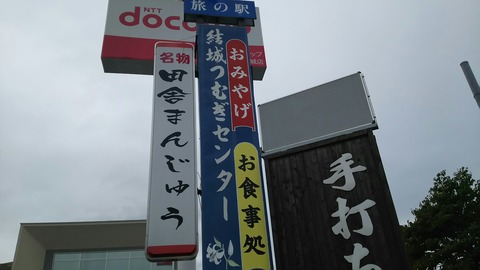 NTT
docomo
旅の駅
結城つむぎセンター
おみやげ
お食事処
名物
田舎まんじゅう
手打ち